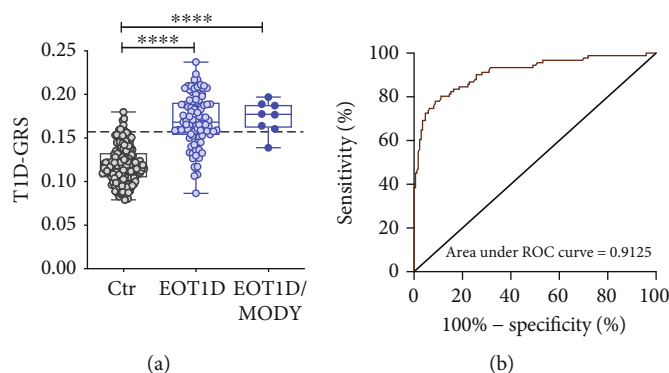 ****
****
0.25
0.20
0.15
0.10
0.05
0.00
T1D-GRS
Ctr
EOT1D
EOT1D/
MODY
(a)
100
80
60
40
20
0
Sensitivity (%)
Area under ROC curve = 0.9125
0 20 40 60 80 100
100% − specificity (%)
(b)